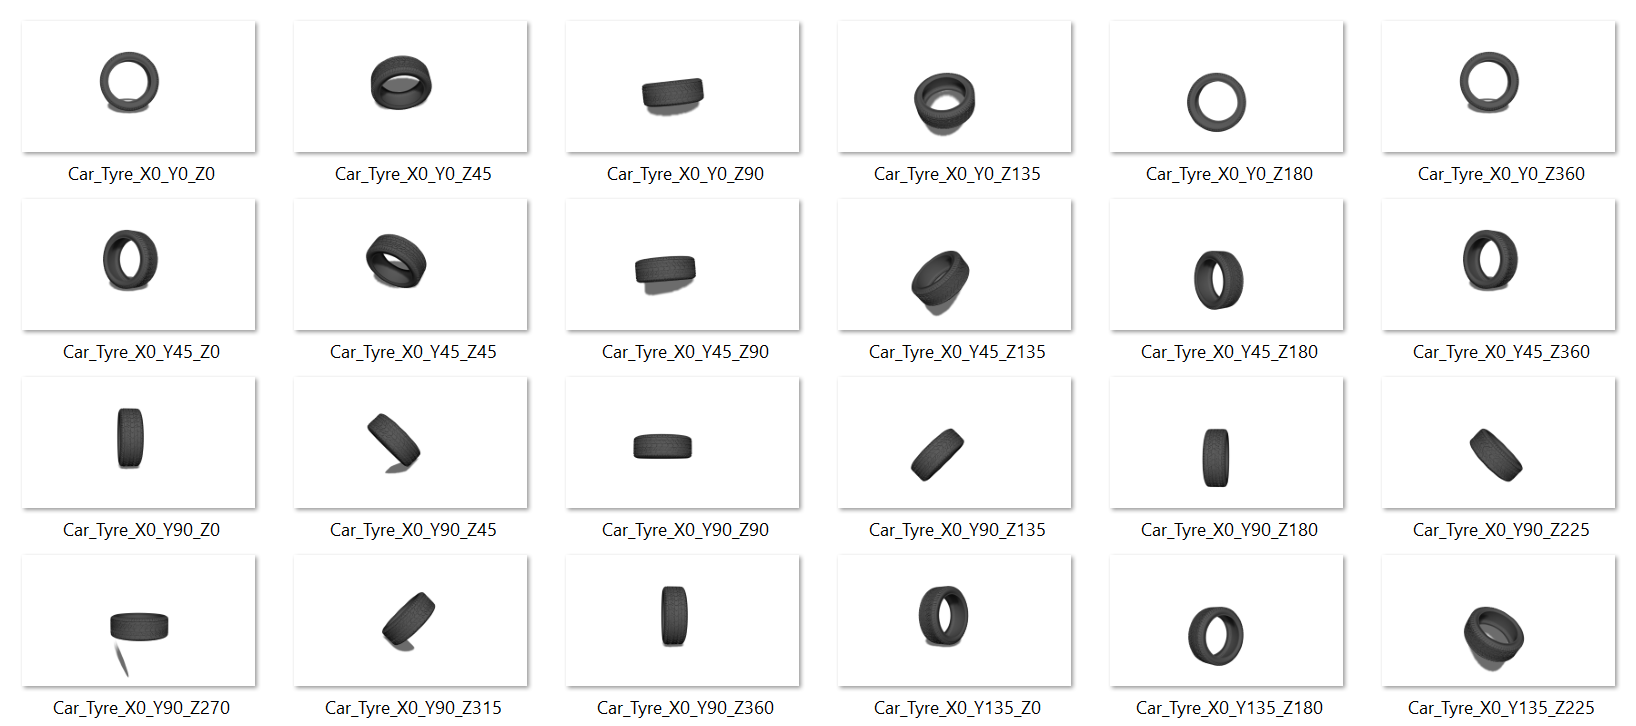 Car_Tyre_X0_Y0_Z0
Car_Tyre_X0_Y0_Z45
Car_Tyre_X0_Y0_Z90
Car_Tyre_X0_Y0_Z135
Car_Tyre_X0_Y0_Z180
Car_Tyre_X0_Y0_Z360
Car_Tyre_X0_Y45_Z0
Car_Tyre_X0_Y45_Z45
Car_Tyre_X0_Y45_Z90
Car_Tyre_X0_Y45_Z135
Car_Tyre_X0_Y45_Z180
Car_Tyre_X0_Y45_Z360
Car_Tyre_X0_Y90_Z0
Car_Tyre_X0_Y90_Z45
Car_Tyre_X0_Y90_Z90
Car_Tyre_X0_Y90_Z135
Car_Tyre_X0_Y90_Z180
Car_Tyre_X0_Y90_Z225
Car_Tyre_X0_Y90_Z270
Car_Tyre_X0_Y90_Z315
Car_Tyre_X0_Y90_Z360
Car_Tyre_X0_Y135_Z0
Car_Tyre_X0_Y135_Z180
Car_Tyre_X0_Y135_Z225